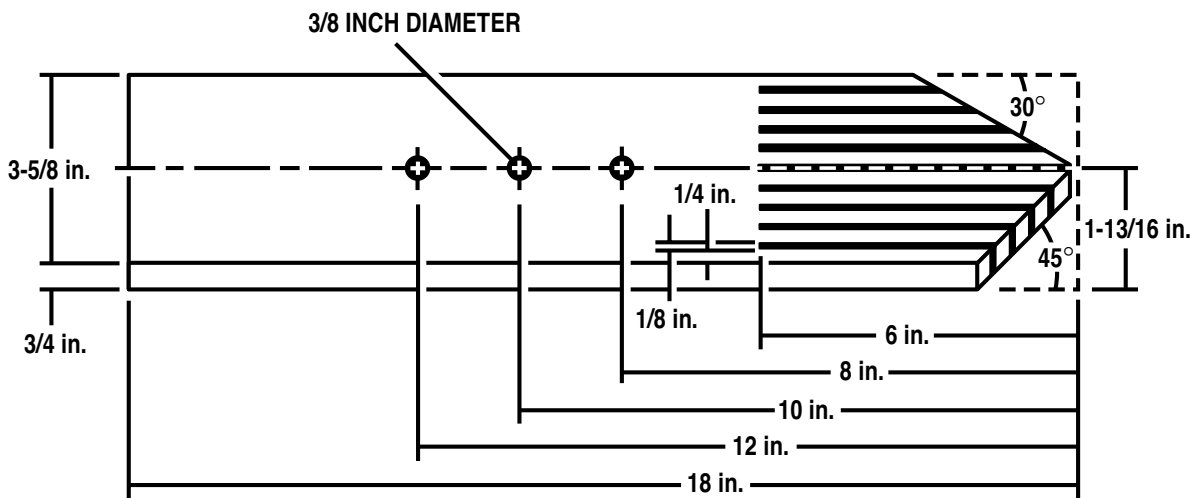 3/8 INCH DIAMETER
30°
3-5/8 in.
1/4 in.
1-13/16 in.
45°
1/8 in.
3/4 in.
6 in.
8 in.
10 in.
12 in.
18 in.